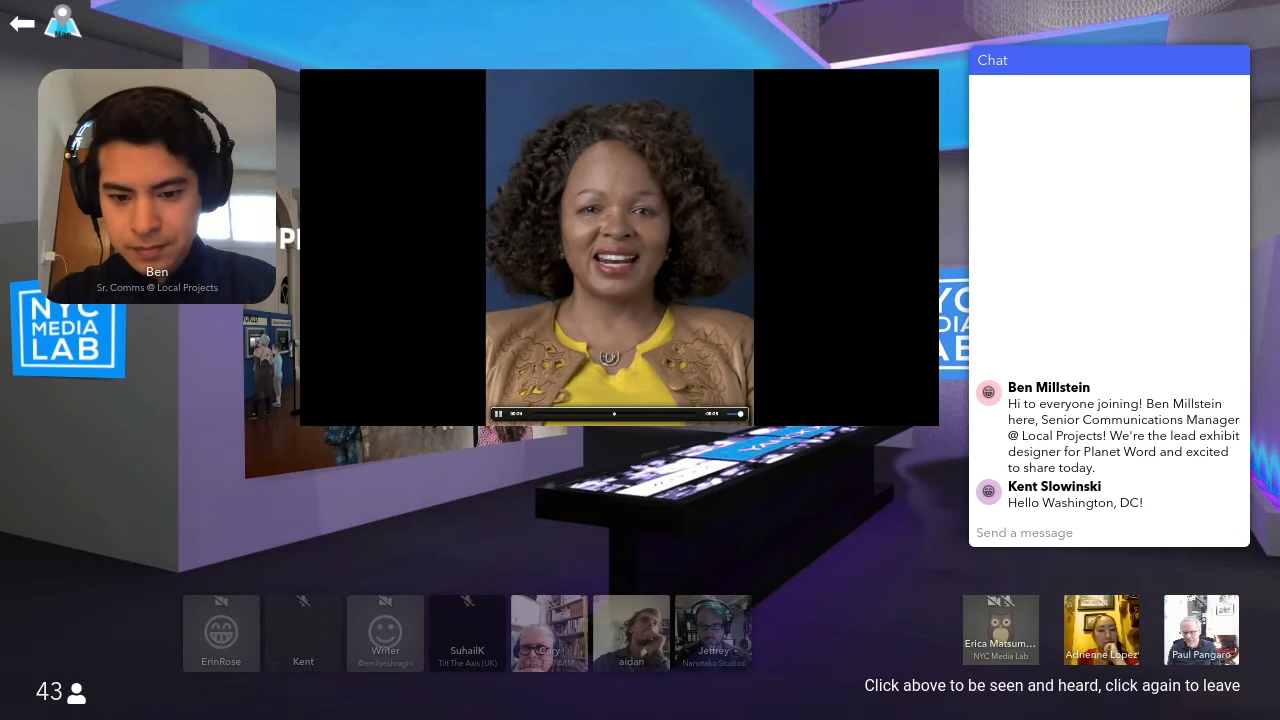 Map
Chat
Ben
Sr. Comms @ Local Projects
NYC
MEDIA
LAB
Ben Millstein
Hi to everyone joining! Ben Millstein
here, Senior Communications Manager
@ Local Projects! We're the lead exhibit
designer for Planet Word and excited
to share today.
Kent Slowinski
Hello Washington, DC!
Send a message
ErinRose
Kent
Writer
@emilyeshraghi
SuhailK
Tilt The Axis (UK)
Cary
aidan
Jeffrey
Nanotako Studios
Erica Matsum...
NYC Media Lab
Adrienne Lopez
Paul Pangaro
43
Click above to be seen and heard, click again to leave